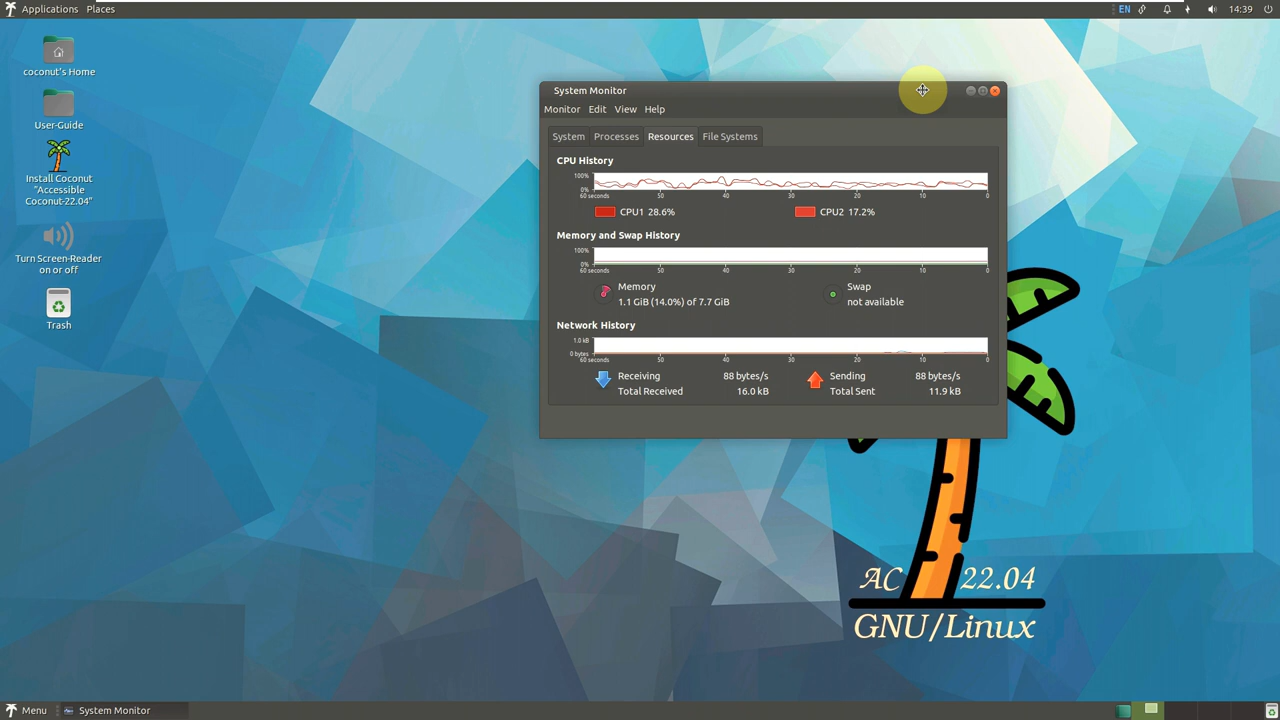 Applications Places
EN 14:39
coconut's Home
User-Guide
Install Coconut
"Accessible
Coconut-22.04"
Turn Screen-Reader
on or off
Trash
System Monitor
Monitor Edit View Help
System Processes Resources File Systems
CPU History
100%
0%
60 seconds 50 40 30 20 10 0
CPU1 28.6% CPU2 17.2%
Memory and Swap History
100%
0%
60 seconds 50 40 30 20 10 0
Memory Swap
1.1 GiB (14.0%) of 7.7 GiB not available
Network History
1.0 kB
0 bytes
60 seconds 50 40 30 20 10 0
Receiving 88 bytes/s Sending 88 bytes/s
Total Received 16.0 kB Total Sent 11.9 kB
AC 22.04
GNU/Linux
Menu System Monitor